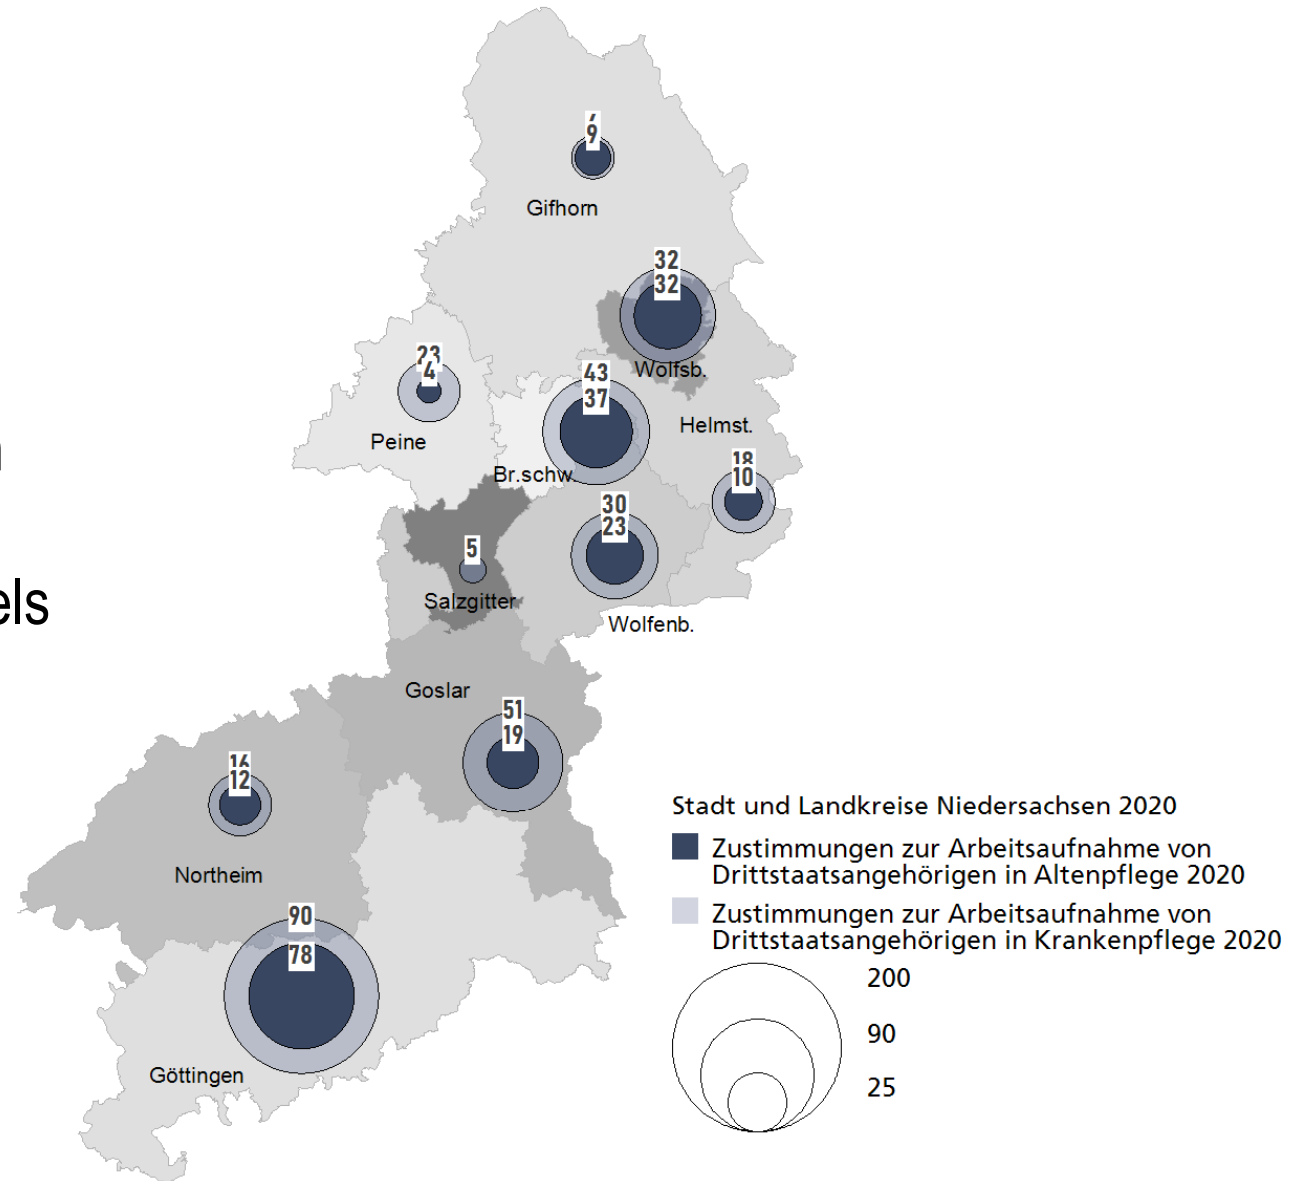 9
Gifhorn
32
32
Wolfsb.
23
4
Peine
43
37
Br.schw.
Helmst.
18
10
30
23
Wolfenb.
5
Salzgitter
els
Goslar
51
19
16
12
Northeim
90
78
Göttingen
Stadt und Landkreise Niedersachsen 2020
Zustimmungen zur Arbeitsaufnahme von
Drittstaatsangehörigen in Altenpflege 2020
Zustimmungen zur Arbeitsaufnahme von
Drittstaatsangehörigen in Krankenpflege 2020
200
90
25